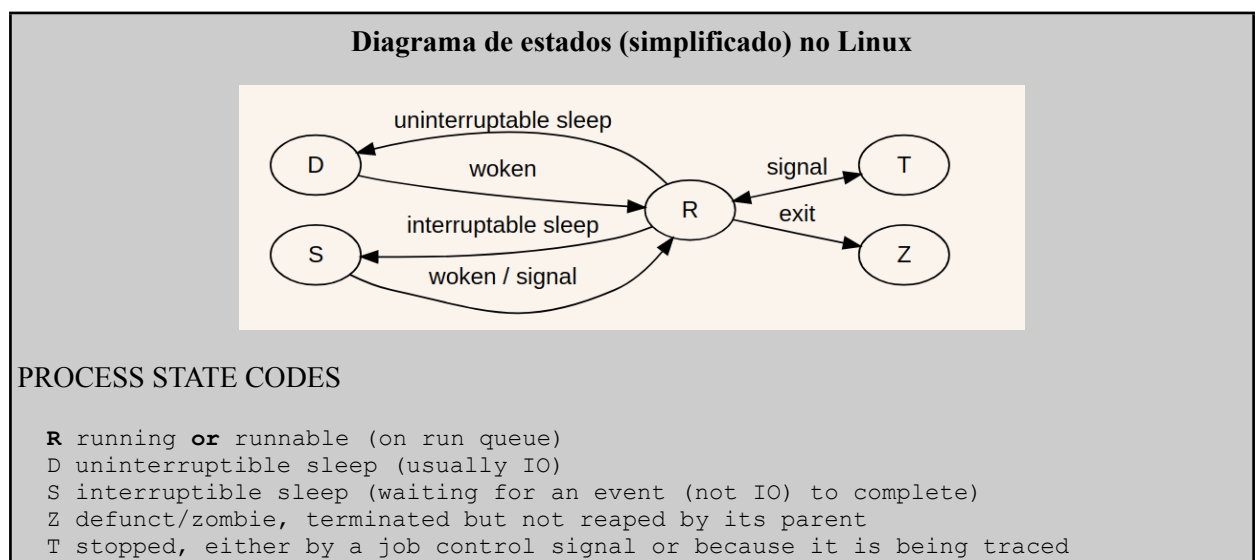 Diagrama de estados (simplificado) no Linux
uninterruptable sleep
D
woken
signal
T
R
interruptable sleep
exit
S
Z
woken / signal
PROCESS STATE CODES
R running or runnable (on run queue)
D uninterruptible sleep (usually IO)
S interruptible sleep (waiting for an event (not IO) to complete)
Z defunct/zombie, terminated but not reaped by its parent
T stopped, either by a job control signal or because it is being traced